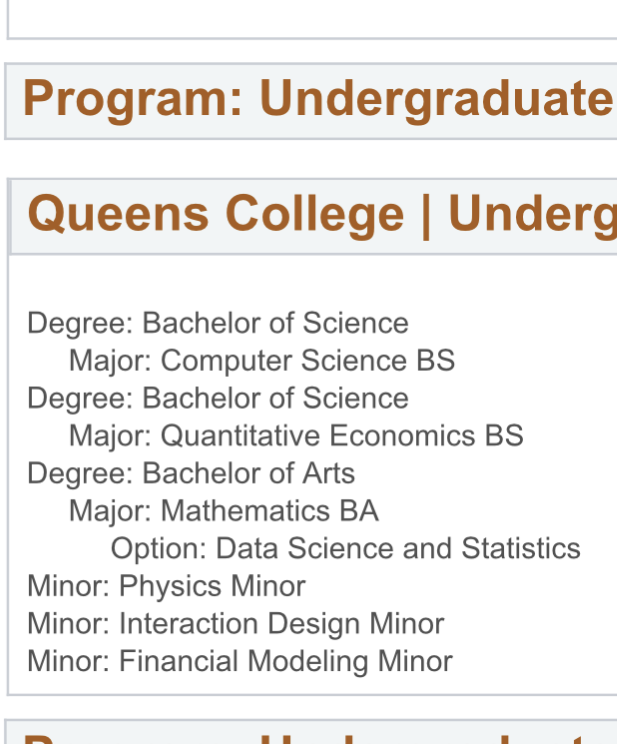 Program: Undergraduate
Queens College | Underg
Degree: Bachelor of Science
Major: Computer Science BS
Degree: Bachelor of Science
Major: Quantitative Economics BS
Degree: Bachelor of Arts
Major: Mathematics BA
Option: Data Science and Statistics
Minor: Physics Minor
Minor: Interaction Design Minor
Minor: Financial Modeling Minor